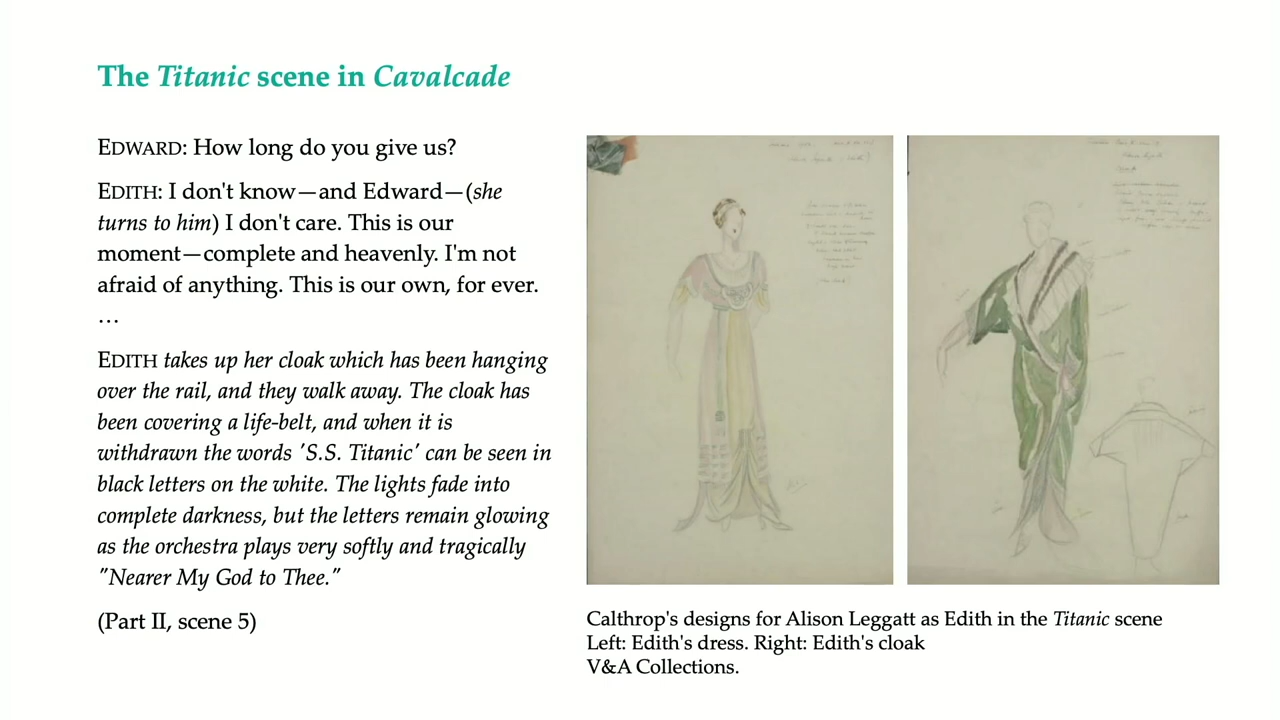 The Titanic scene in Cavalcade
EDWARD: How long do you give us?
EDITH: I don't know—and Edward—(she
turns to him) I don't care. This is our
moment—complete and heavenly. I'm not
afraid of anything. This is our own, for ever.
…
EDITH takes up her cloak which has been hanging
over the rail, and they walk away. The cloak has
been covering a life-belt, and when it is
withdrawn the words 'S.S. Titanic' can be seen in
black letters on the white. The lights fade into
complete darkness, but the letters remain glowing
as the orchestra plays very softly and tragically
"Nearer My God to Thee."
(Part II, scene 5)
Calthrop's designs for Alison Leggatt as Edith in the Titanic scene
Left: Edith's dress. Right: Edith's cloak
V&A Collections.